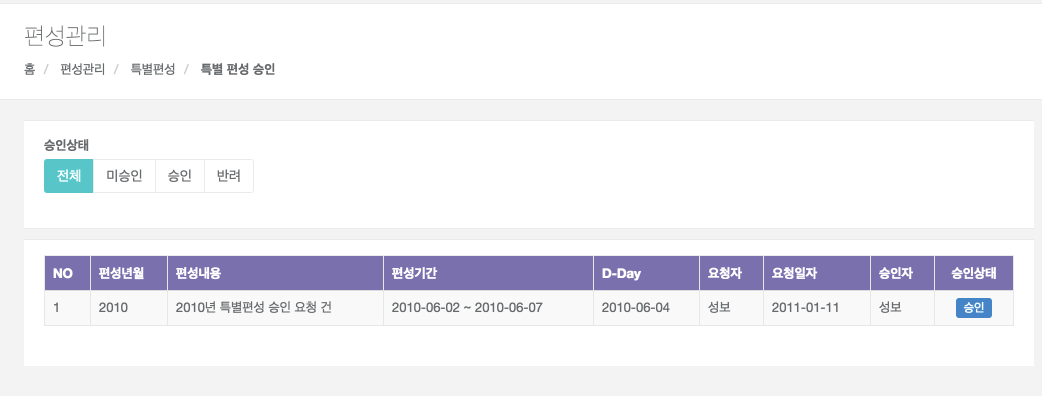 편성관리
홈 / 편성관리 / 특별편성 / 특별 편성 승인
승인상태
전체 미승인 승인 반려
NO 편성년월 편성내용 편성기간 D-Day 요청자 요청일자 승인자 승인상태
1 2010 2010년 특별편성 승인 요청 건 2010-06-02 ~ 2010-06-07 2010-06-04 성보 2011-01-11 성보 승인